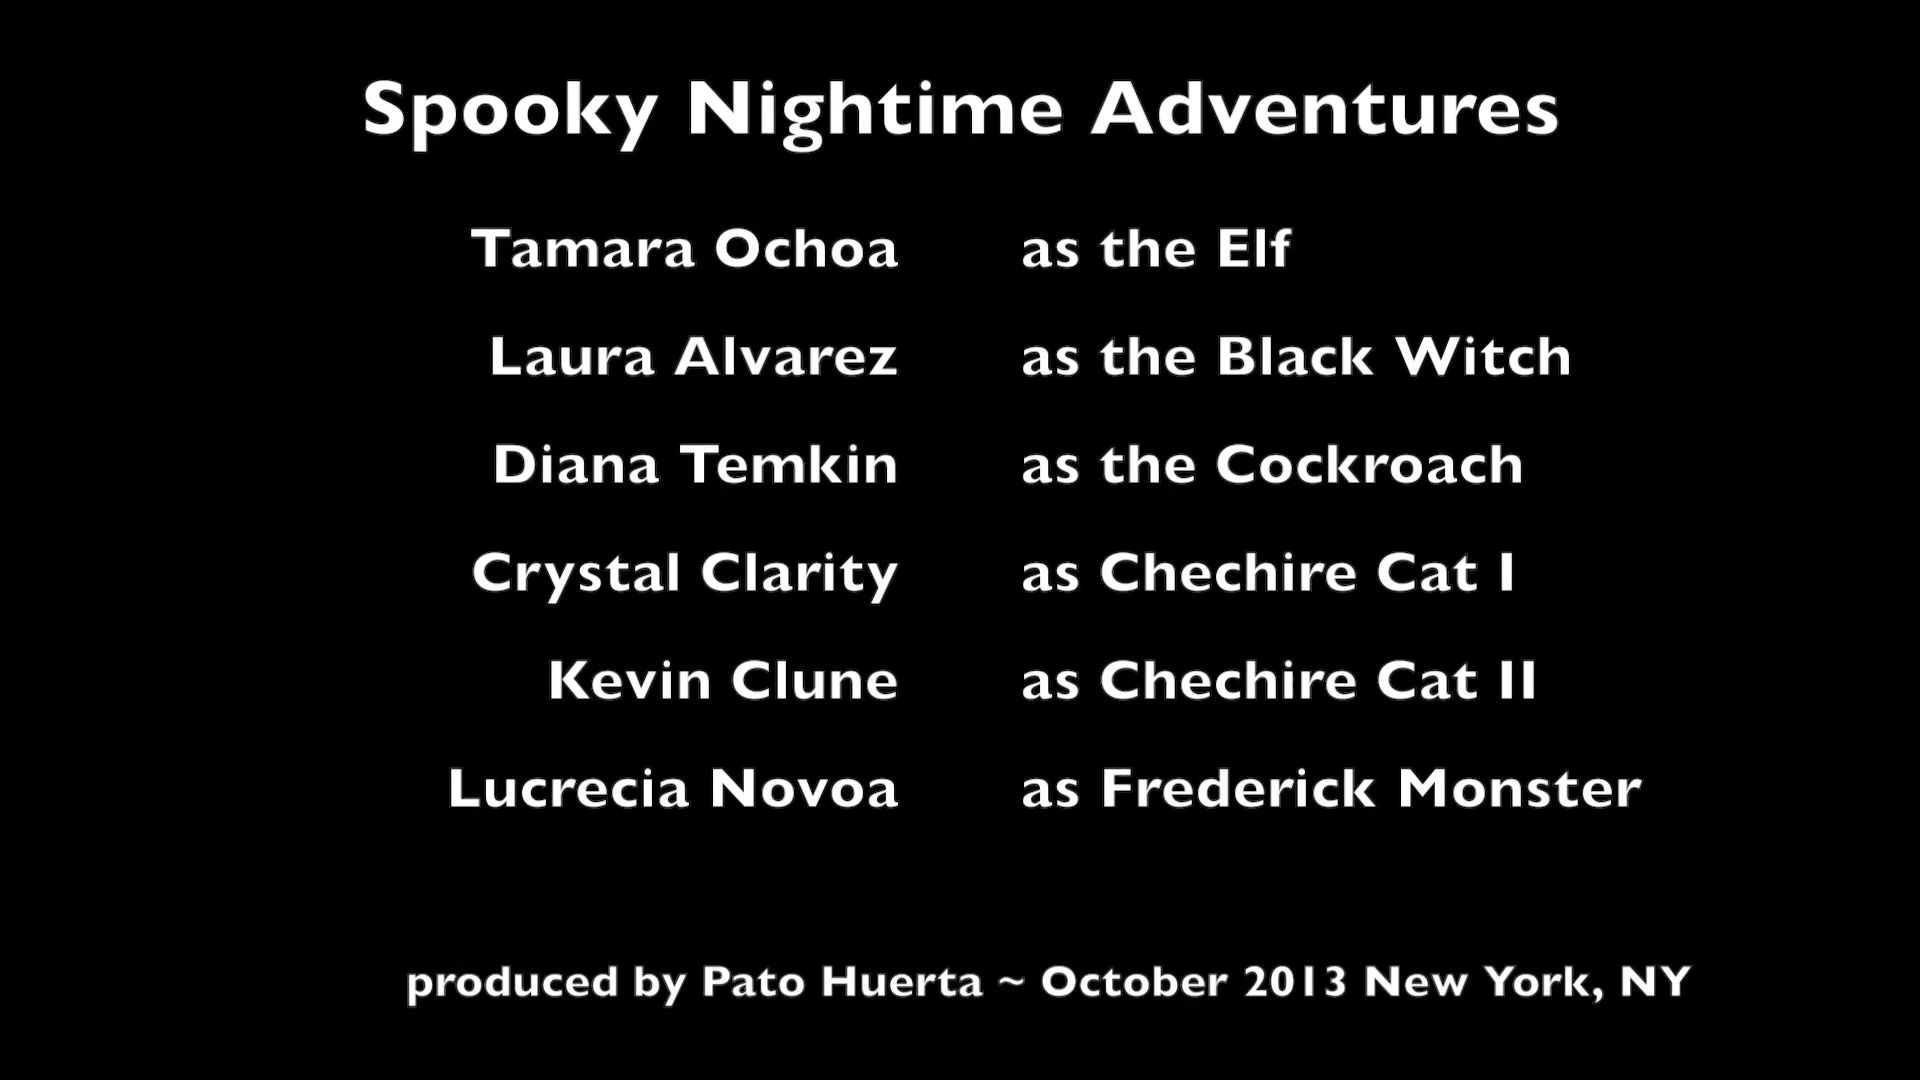 Spooky Nightime Adventures
Tamara Ochoa as the Elf
Laura Alvarez as the Black Witch
Diana Temkin as the Cockroach
Crystal Clarity as Chechire Cat I
Kevin Clune as Chechire Cat II
Lucrecia Novoa as Frederick Monster
produced by Pato Huerta ~ October 2013 New York, NY